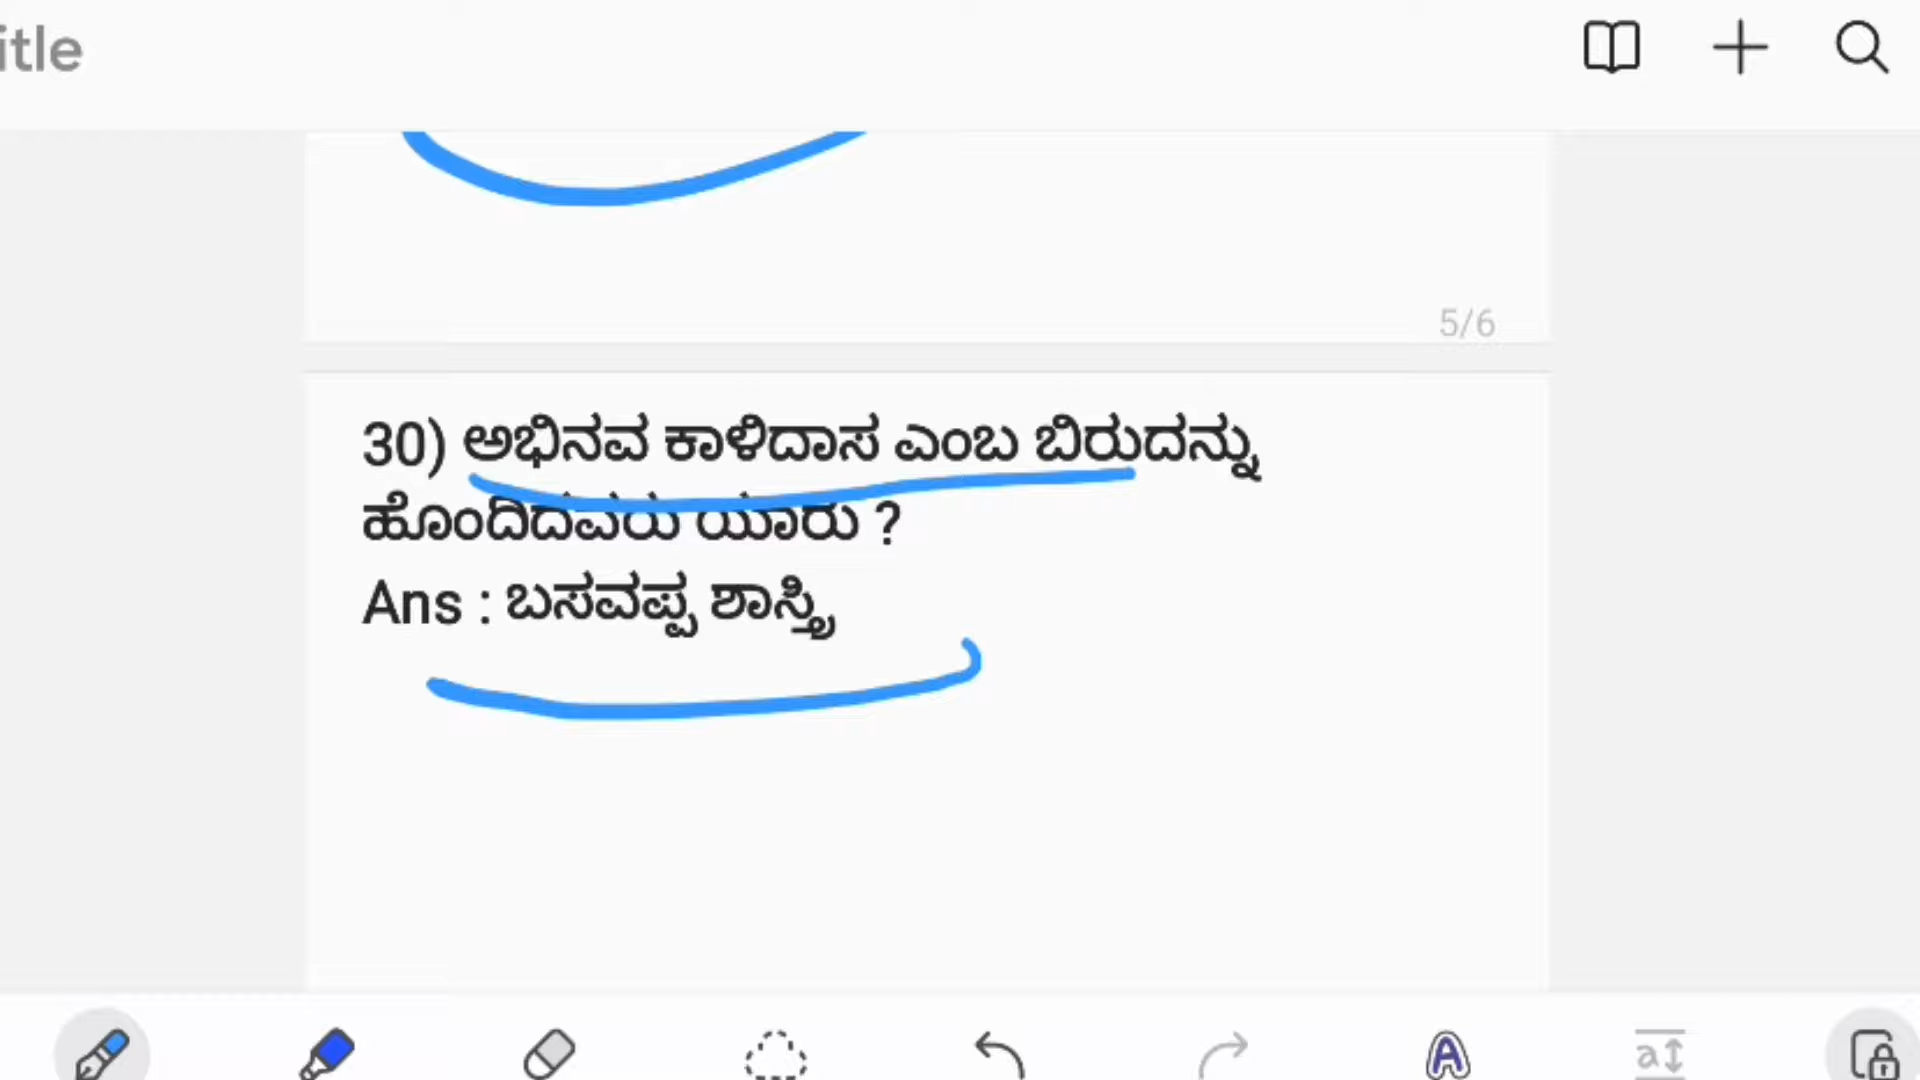 itle
5/6
30) ಅಭಿನವ ಕಾಳಿದಾಸ ಎಂಬ ಬಿರುದನ್ನು
ಹೊಂದಿದವರು ಯಾರು ?
Ans : ಬಸವಪ್ಪ ಶಾಸ್ತ್ರಿ
A
a